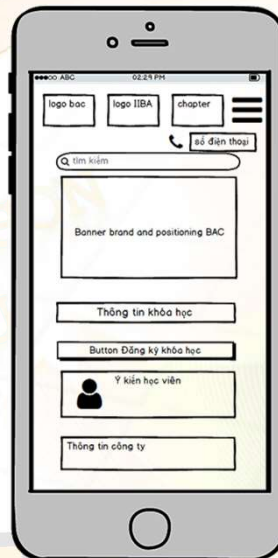 ABC 02:29 PM
logo bac logo IIBA chapter
số điện thoại
tìm kiếm
Banner brand and positioning BAC
Thông tin khóa học
Button Đăng ký khóa học
Ý kiến học viên
Thông tin công ty